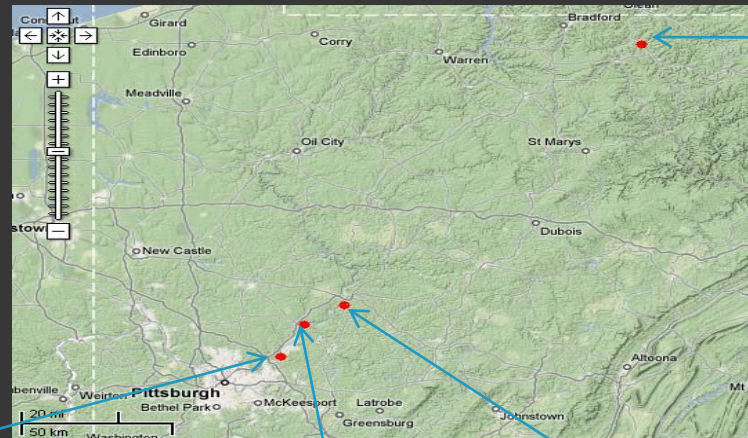 Girard
Bradford
Edinboro
Corry
Warren
Meadville
Oil City
St Marys
Dubois
New Castle
Altoona
Weirton
Pittsburgh
Bethel Park
McKeesport
Latrobe
Greensburg
Johnstown
Mt
20 mi
50 km